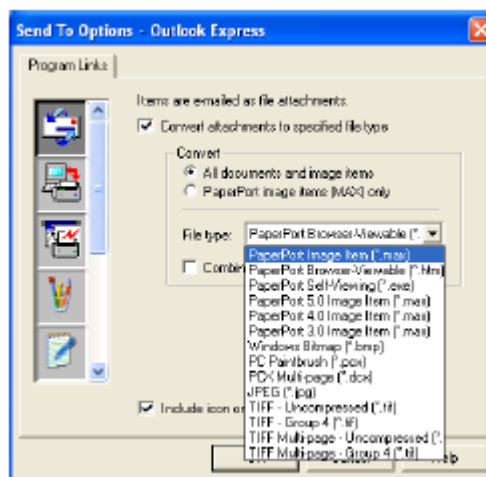 Send To Options - Outlook Express
Program Links
Items are e-mailed as file attachments.
Convert attachments to specified file type
Convert
All documents and image items
PaperPort image items (MAX) only
File type: PaperPort Browser-Viewable (*.
Combin
PaperPort Image Item (*.max)
PaperPort Browser-Viewable (*.htm)
PaperPort Self-Viewing (*.exe)
PaperPort 5.0 Image Item (*.max)
PaperPort 4.0 Image Item (*.max)
PaperPort 3.0 Image Item (*.max)
Windows Bitmap (*.bmp)
PC Paintbrush (*.pcx)
PCX Multi-page (*.dcx)
JPEG (*.jpg)
TIFF - Uncompressed (*.tif)
TIFF - Group 4 (*.tif)
TIFF Multi-page - Uncompressed (*.
TIFF Multi-page - Group 4 (*.tif)
Include icon o